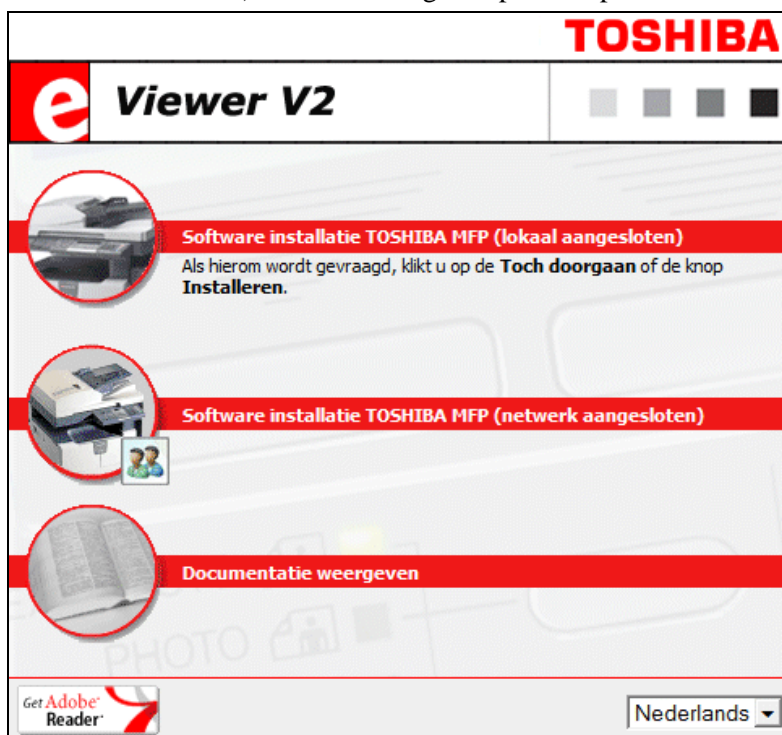 TOSHIBA
e Viewer V2
Software installatie TOSHIBA MFP (lokaal aangesloten)
Als hierom wordt gevraagd, klikt u op de Toch doorgaan of de knop
Installeren.
Software installatie TOSHIBA MFP (netwerk aangesloten)
Documentatie weergeven
PHOTO
Get Adobe
Reader
Nederlands